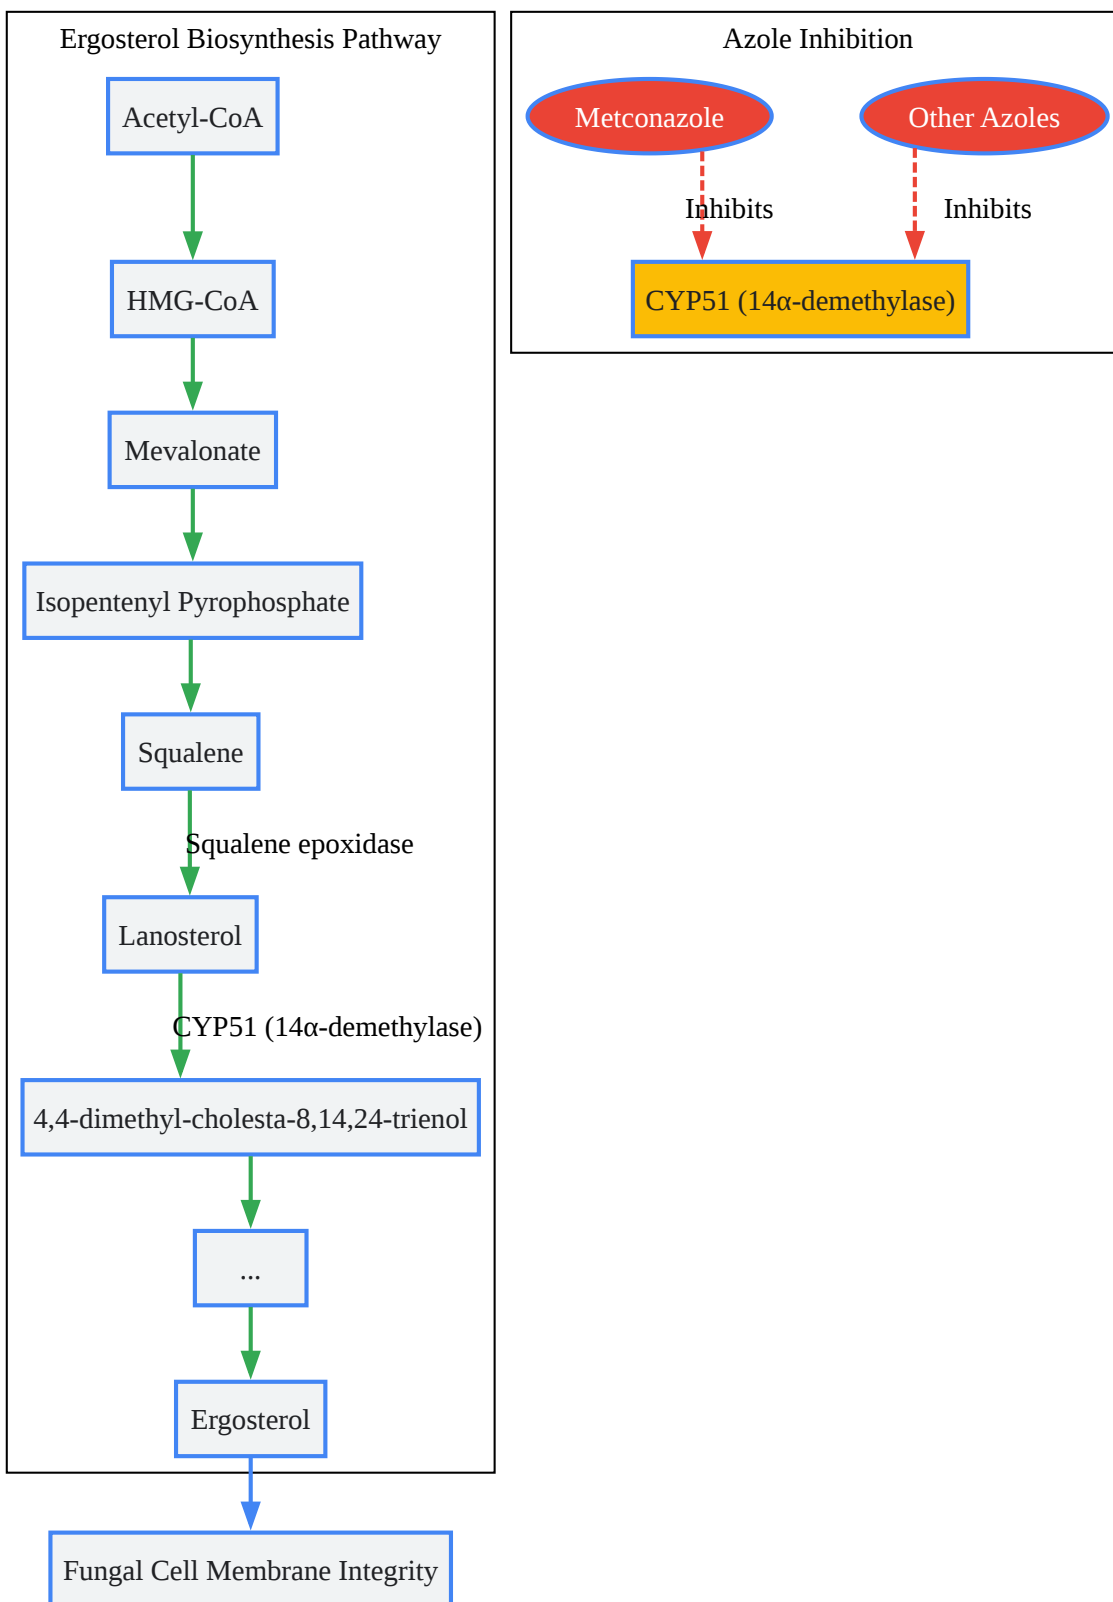 Ergosterol Biosynthesis Pathway
Acetyl-CoA
HMG-CoA
Mevalonate
Isopentenyl Pyrophosphate
Squalene
Squalene epoxidase
Lanosterol
CYP51 (14α-demethylase)
4,4-dimethyl-cholesta-8,14,24-trienol
...
Ergosterol
Fungal Cell Membrane Integrity
Azole Inhibition
Metconazole
Other Azoles
Inhibits
Inhibits
CYP51 (14α-demethylase)